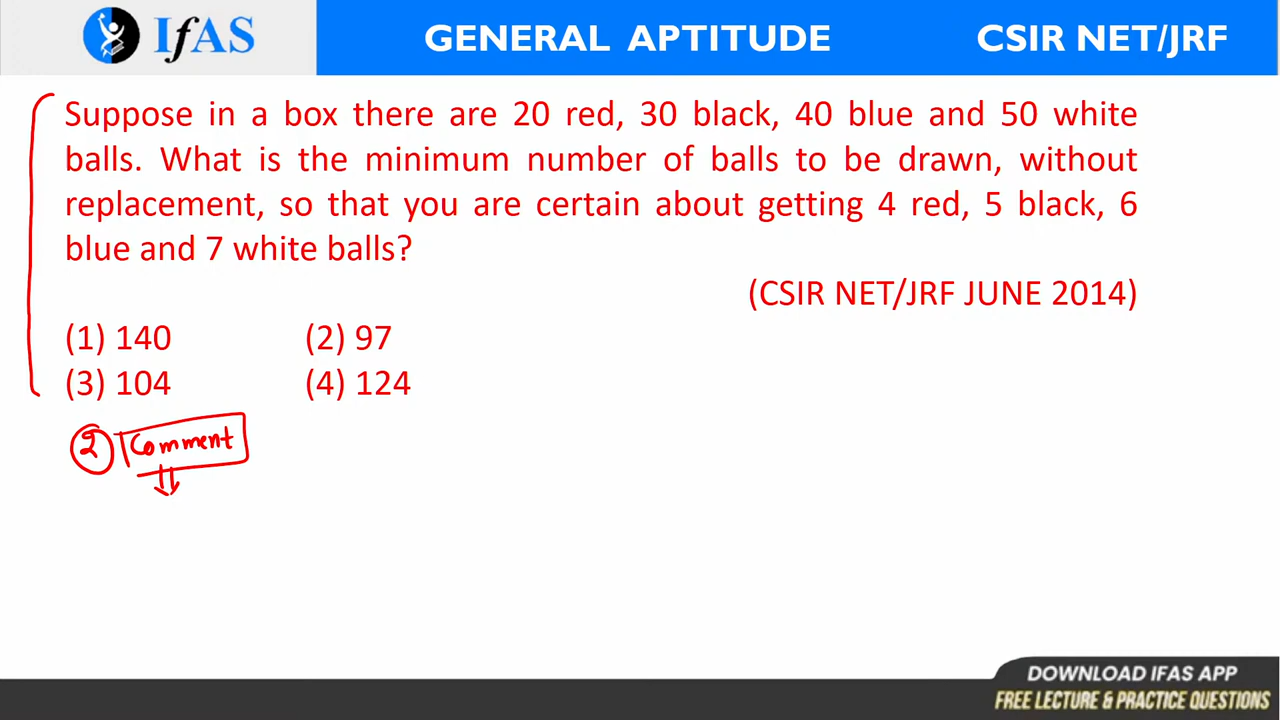 IfAS
GENERAL APTITUDE
CSIR NET/JRF
Suppose in a box there are 20 red, 30 black, 40 blue and 50 white
balls. What is the minimum number of balls to be drawn, without
replacement, so that you are certain about getting 4 red, 5 black, 6
blue and 7 white balls?
(CSIR NET/JRF JUNE 2014)
(1) 140 (2) 97
(3) 104 (4) 124
2 Comment
DOWNLOAD IFAS APP
FREE LECTURE & PRACTICE QUESTIONS